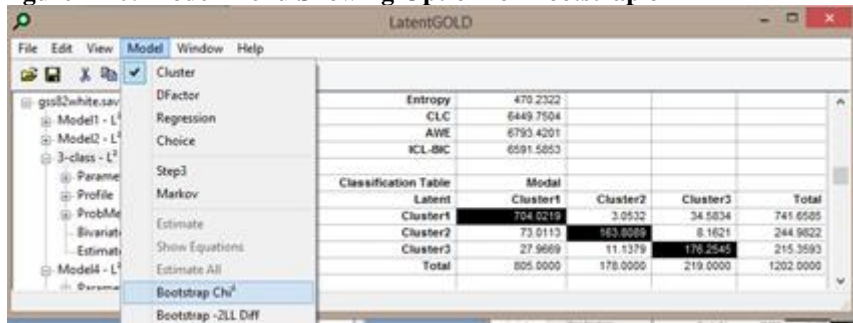 LatentGOLD
File Edit View Model Window Help
Cluster
DFactor
Regression
Choice
Step3
Markov
Estimate
Show Equations
Estimate All
Bootstrap Chi²
Bootstrap -2LL Diff
gss82white.sav
Model1 - L²
Model2 - L²
3-class - L²
Parame
Profile
ProbMe
Bivariat
Estimat
Model4 - L²
Entropy 470.2322
CLC 6449.7504
AWE 6793.4201
ICL-BIC 6591.5853
Classification Table Modal
Latent Cluster1 Cluster2 Cluster3 Total
Cluster1 704.0219 3.0532 34.5834 741.6585
Cluster2 73.0113 163.8089 8.1621 244.9822
Cluster3 27.9669 11.1379 176.2545 215.3593
Total 805.0000 178.0000 219.0000 1202.0000